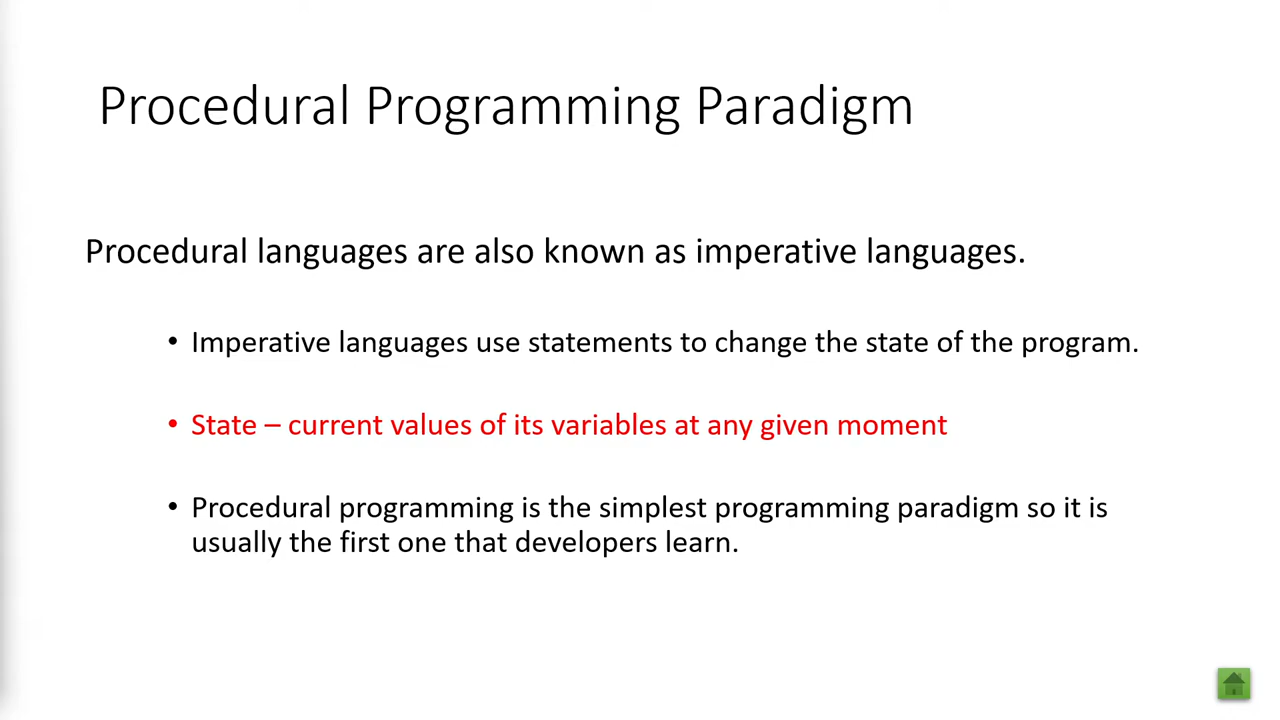 Procedural Programming Paradigm
Procedural languages are also known as imperative languages.
• Imperative languages use statements to change the state of the program.
• State – current values of its variables at any given moment
• Procedural programming is the simplest programming paradigm so it is
usually the first one that developers learn.